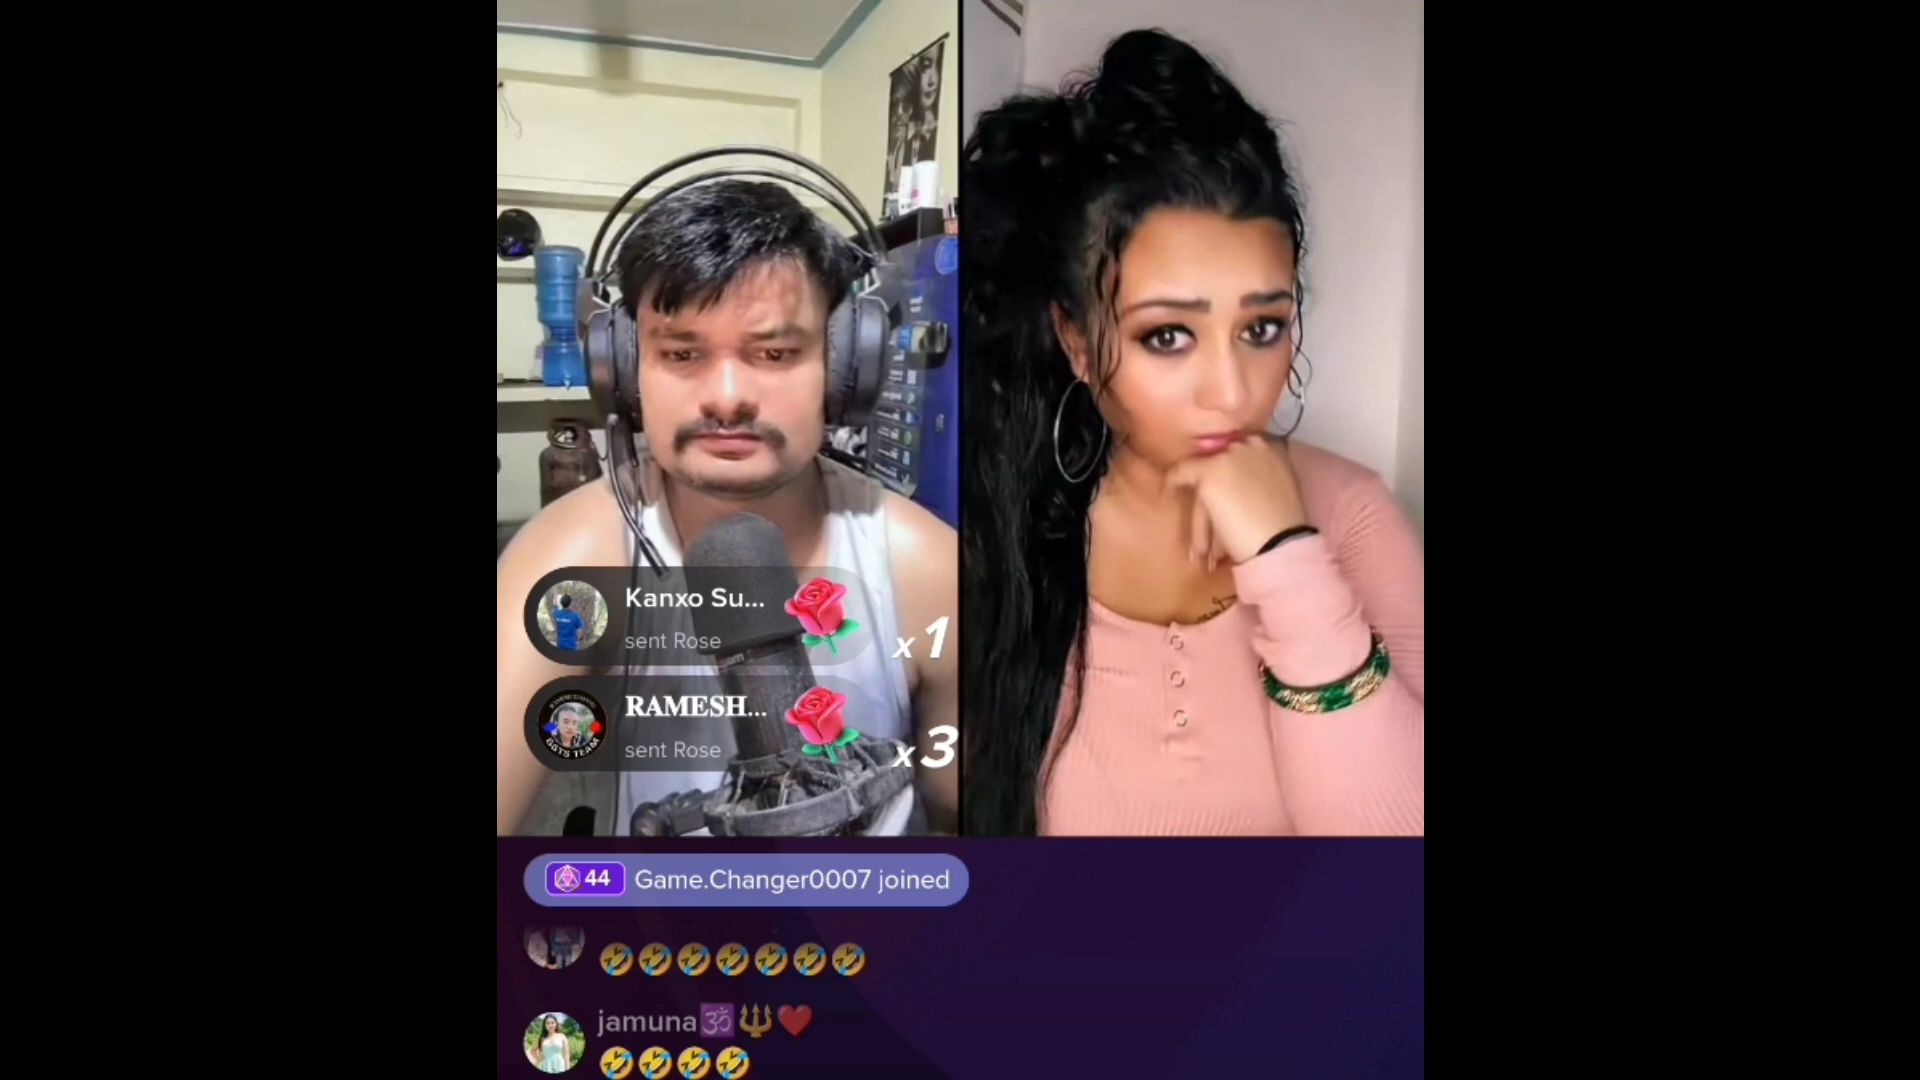 Kanxo Su...
sent Rose
x1
RAMESH...
sent Rose
x3
44 Game.Changer0007 joined
🤣🤣🤣🤣🤣🤣🤣
jamuna🕉️🔱❤️
🤣🤣🤣🤣